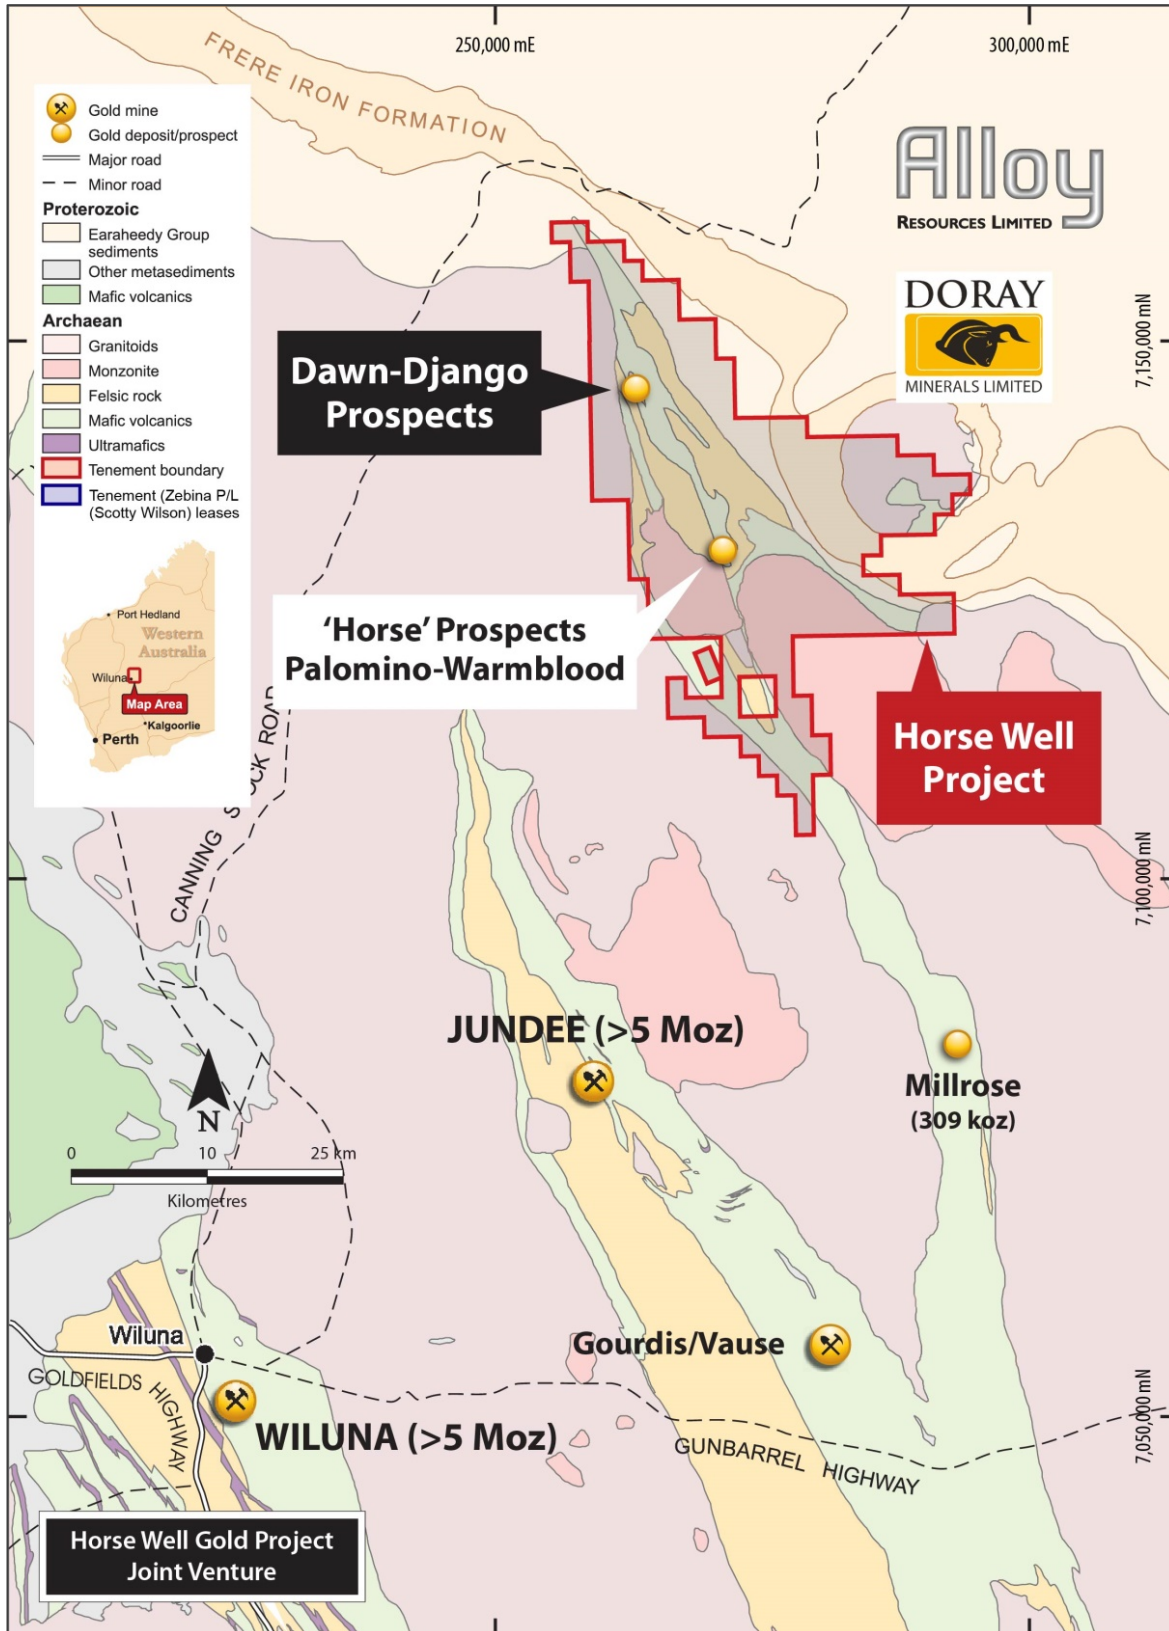 250,000 mE
300,000 mE
FRERE IRON FORMATION
Gold mine
Gold deposit/prospect
Major road
Minor road
Proterozoic
Earaheedy Group
sediments
Other metasediments
Mafic volcanics
Archaean
Granitoids
Monzonite
Felsic rock
Mafic volcanics
Ultramafics
Tenement boundary
Tenement (Zebina P/L
(Scotty Wilson) leases
Alloy
RESOURCES LIMITED
DORAY
MINERALS LIMITED
7,150,000 mN
Dawn-Django
Prospects
'Horse' Prospects
Palomino-Warmblood
Port Hedland
Western
Australia
Wiluna
Map Area
Kalgoorlie
Perth
Horse Well
Project
CANNING STOCK ROAD
7,100,000 mN
JUNDEE (>5 Moz)
Millrose
(309 koz)
N
0 10 25 km
Kilometres
Wiluna
Gourdis/Vause
GOLDFIELDS HIGHWAY
WILUNA (>5 Moz)
GUNBARREL HIGHWAY
7,050,000 mN
Horse Well Gold Project
Joint Venture